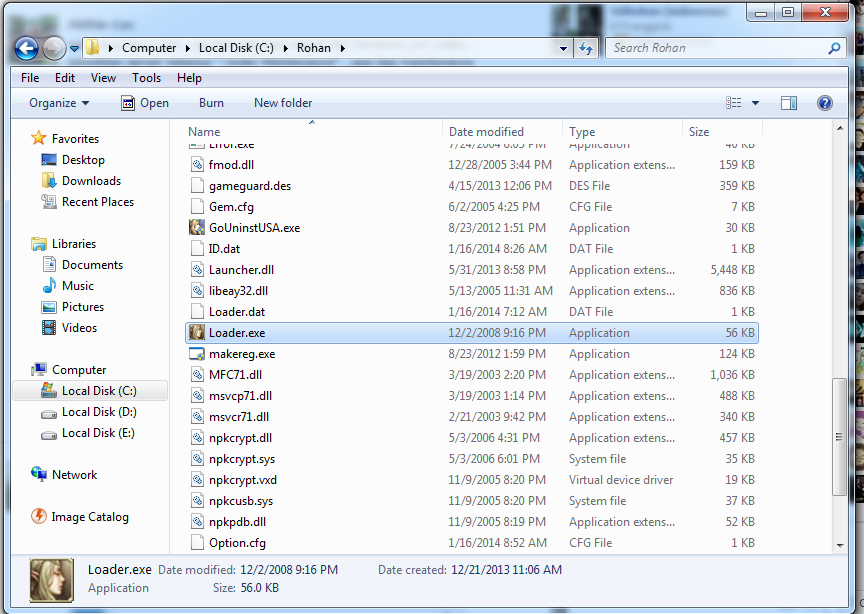 Computer Local Disk (C:) Rohan Search Rohan
File Edit View Tools Help
Organize Open Burn New folder
Favorites
Desktop
Downloads
Recent Places
Libraries
Documents
Music
Pictures
Videos
Computer
Local Disk (C:)
Local Disk (D:)
Local Disk (E:)
Network
Image Catalog
Name Date modified Type Size
Error.exe 7/24/2004 6:03 PM Application 40 KB
fmod.dll 12/28/2005 3:44 PM Application extens... 159 KB
gameguard.des 4/15/2013 12:06 PM DES File 359 KB
Gem.cfg 6/2/2005 4:25 PM CFG File 7 KB
GoUninstUSA.exe 8/23/2012 1:51 PM Application 30 KB
ID.dat 1/16/2014 8:26 AM DAT File 1 KB
Launcher.dll 5/31/2013 8:58 PM Application extens... 5,448 KB
libeay32.dll 5/13/2005 11:31 AM Application extens... 836 KB
Loader.dat 1/16/2014 7:12 AM DAT File 1 KB
Loader.exe 12/2/2008 9:16 PM Application 56 KB
makereg.exe 8/23/2012 1:59 PM Application 124 KB
MFC71.dll 3/19/2003 2:20 PM Application extens... 1,036 KB
msvcp71.dll 3/19/2003 1:14 PM Application extens... 488 KB
msvcr71.dll 2/21/2003 9:42 PM Application extens... 340 KB
npkcrypt.dll 5/3/2006 4:31 PM Application extens... 457 KB
npkcrypt.sys 5/3/2006 6:01 PM System file 35 KB
npkcrypt.vxd 11/9/2005 8:20 PM Virtual device driver 19 KB
npkcusb.sys 11/9/2005 8:20 PM System file 37 KB
npkpdb.dll 11/9/2005 8:19 PM Application extens... 52 KB
Option.cfg 1/16/2014 8:52 AM CFG File 1 KB
Loader.exe Date modified: 12/2/2008 9:16 PM Date created: 12/21/2013 11:06 AM
Application Size: 56.0 KB